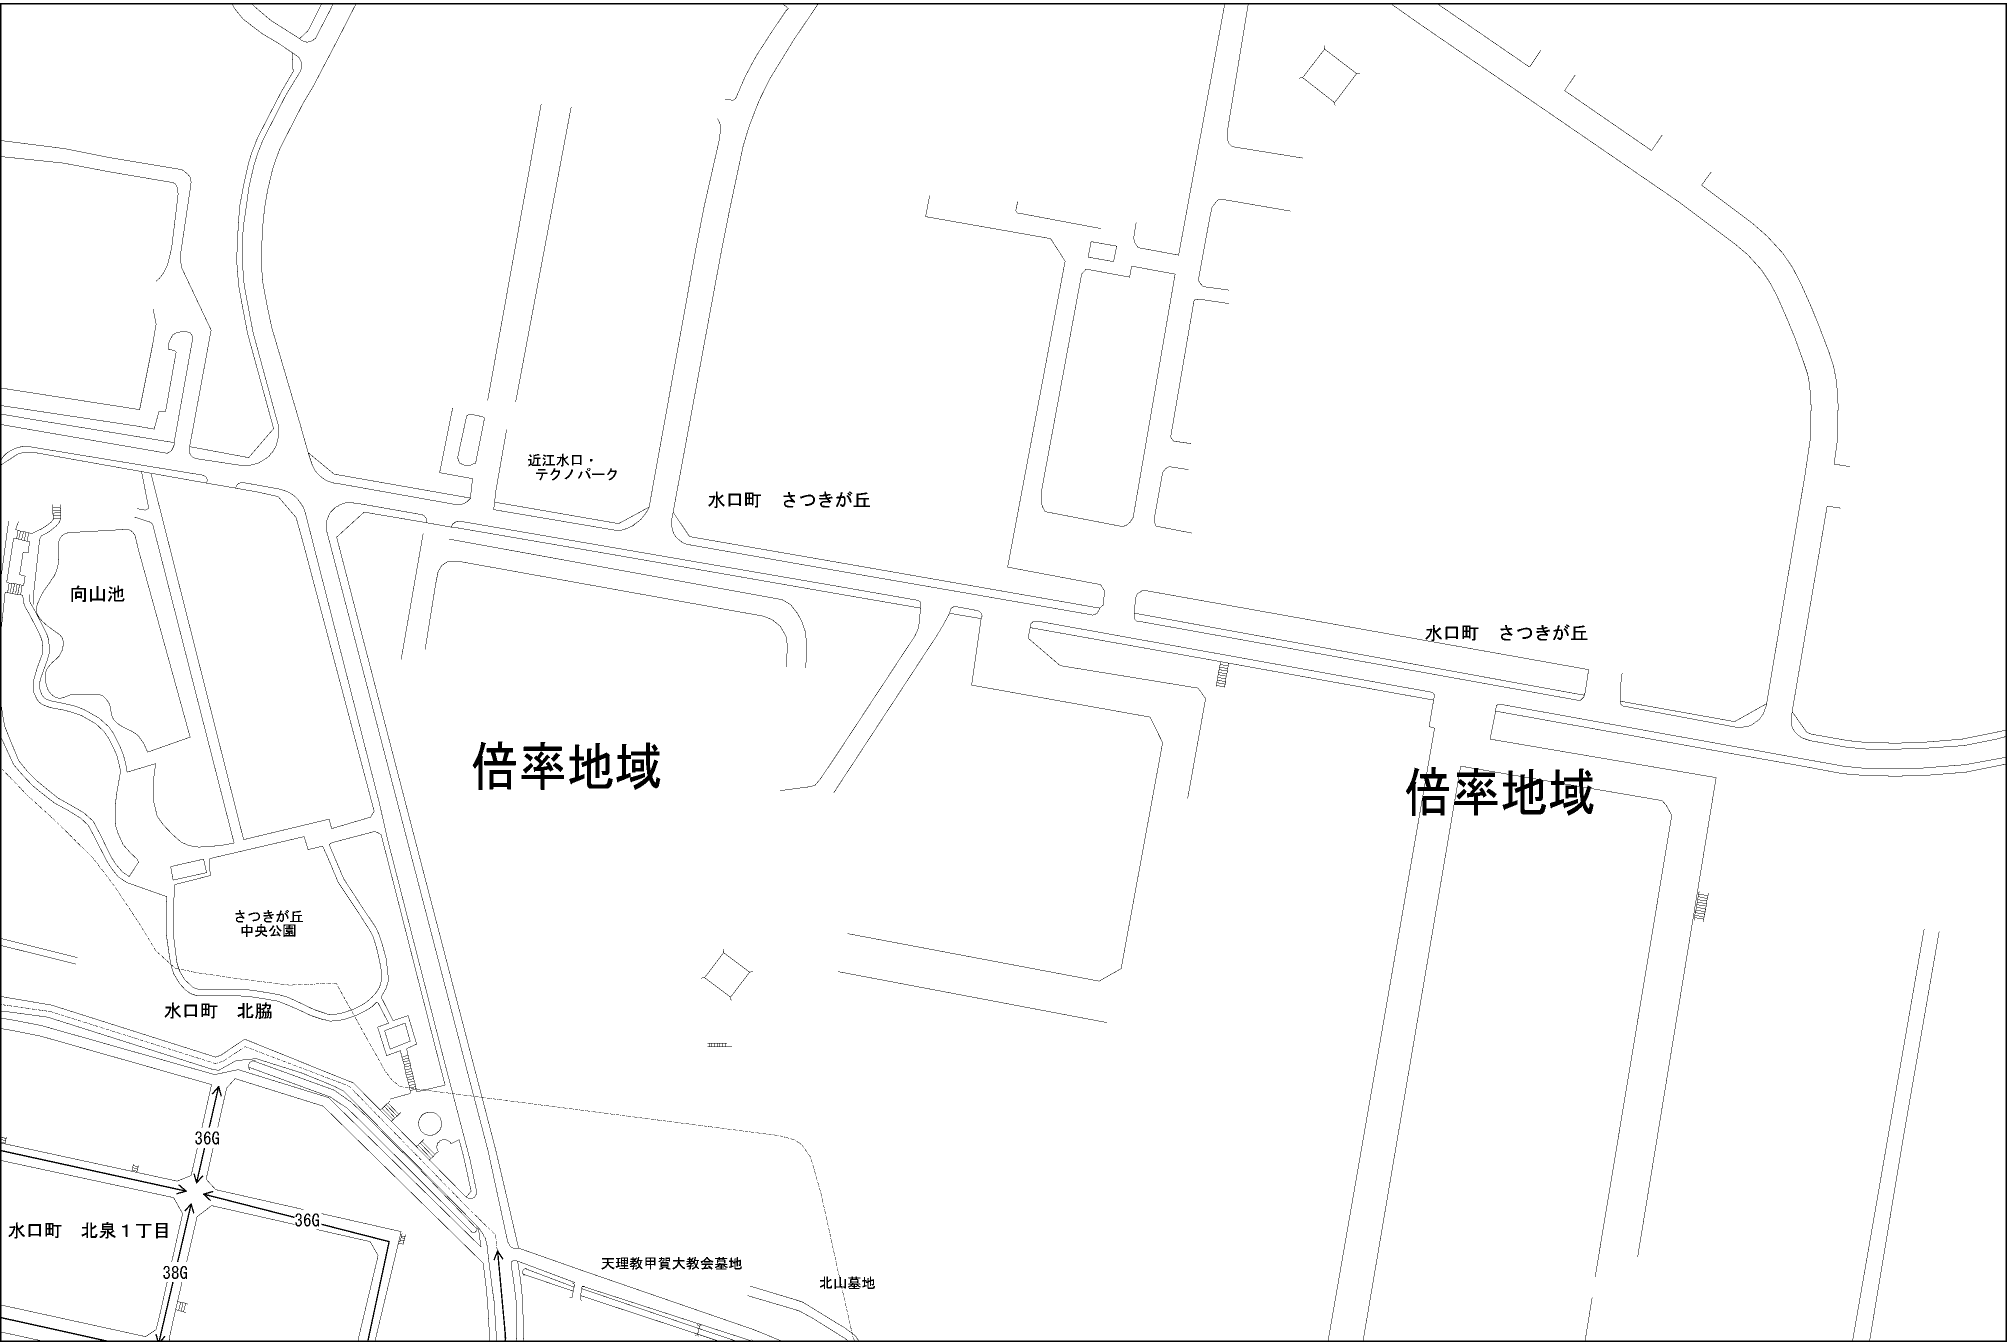 近江水口・
テクノパーク
水口町　さつきが丘
向山池
水口町　さつきが丘
倍率地域
倍率地域
さつきが丘
中央公園
水口町　北脇
36G
36G
水口町　北泉１丁目
38G
天理教甲賀大教会墓地
北山墓地